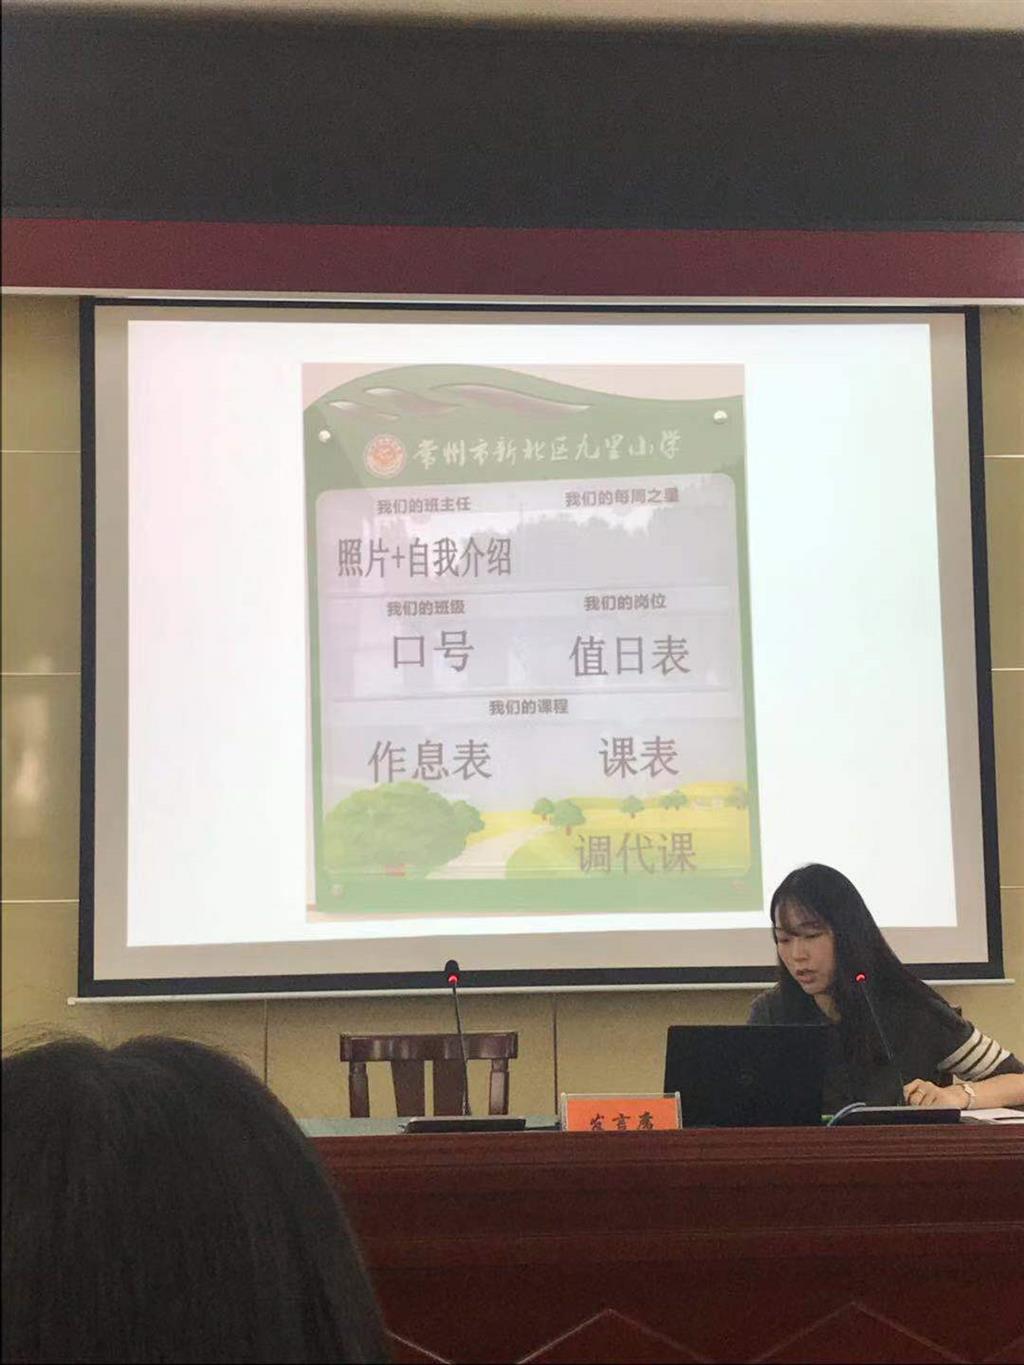 常州市新北区九里小学
我们的班主任 我们的每周之星
照片+自我介绍
我们的班级 我们的岗位
口号 值日表
我们的课程
作息表 课表
调代课
发言席